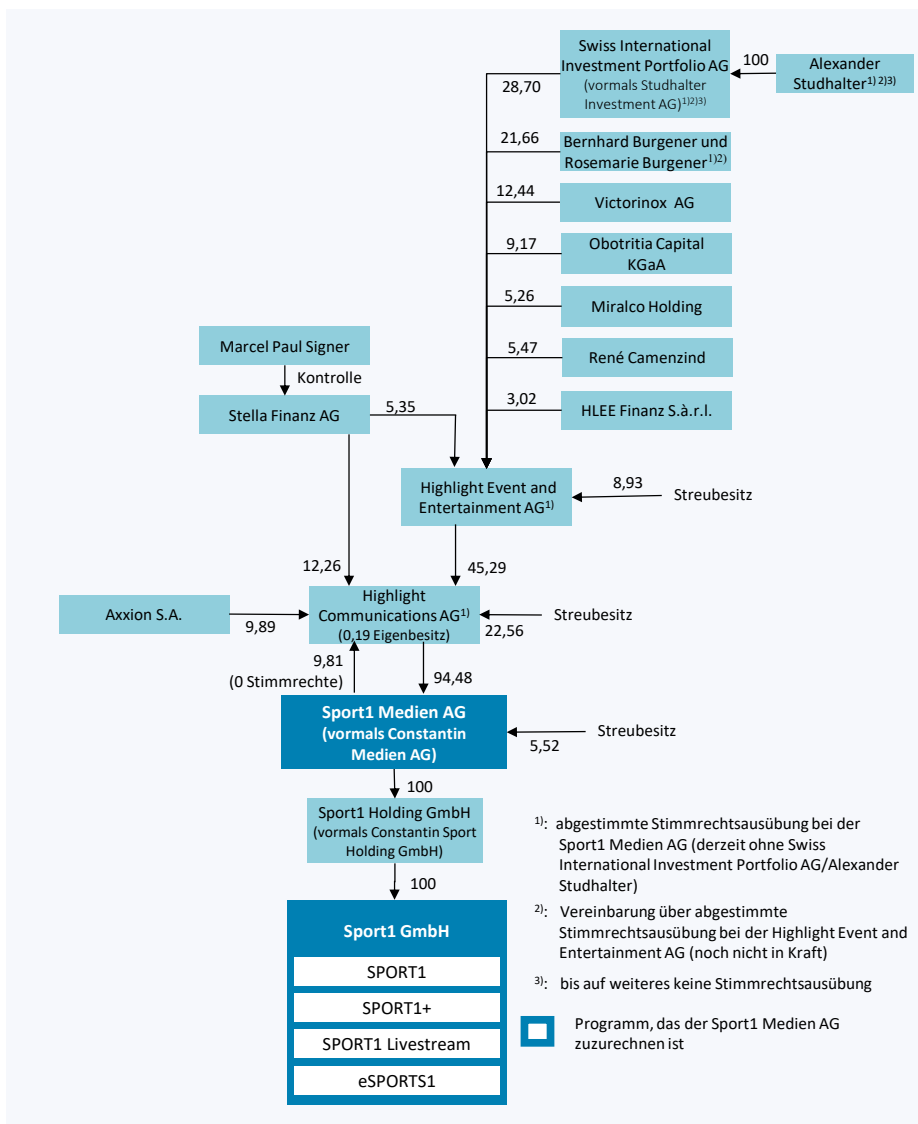 Swiss International
Investment Portfolio AG
(vormals Studhalter
Investment AG)1)2)3)
100
Alexander
Studhalter1) 2)3)
28,70
21,66
Bernhard Burgener und
Rosemarie Burgener1)2)
12,44
Victorinox AG
9,17
Obotritia Capital
KGaA
5,26
Miralco Holding
Marcel Paul Signer
5,47
René Camenzind
Kontrolle
Stella Finanz AG
5,35
3,02
HLEE Finanz S.à.r.l.
Highlight Event and
Entertainment AG1)
8,93
Streubesitz
12,26
45,29
Axxion S.A.
9,89
Highlight
Communications AG1)
(0,19 Eigenbesitz)
Streubesitz
22,56
9,81
(0 Stimmrechte)
94,48
Sport1 Medien AG
(vormals Constantin
Medien AG)
Streubesitz
5,52
100
Sport1 Holding GmbH
(vormals Constantin Sport
Holding GmbH)
100
Sport1 GmbH
SPORT1
SPORT1+
SPORT1 Livestream
eSPORTS1
1): abgestimmte Stimmrechtsausübung bei der
Sport1 Medien AG (derzeit ohne Swiss
International Investment Portfolio AG/Alexander
Studhalter)
2): Vereinbarung über abgestimmte
Stimmrechtsausübung bei der Highlight Event and
Entertainment AG (noch nicht in Kraft)
3): bis auf weiteres keine Stimmrechtsausübung
Programm, das der Sport1 Medien AG
zuzurechnen ist